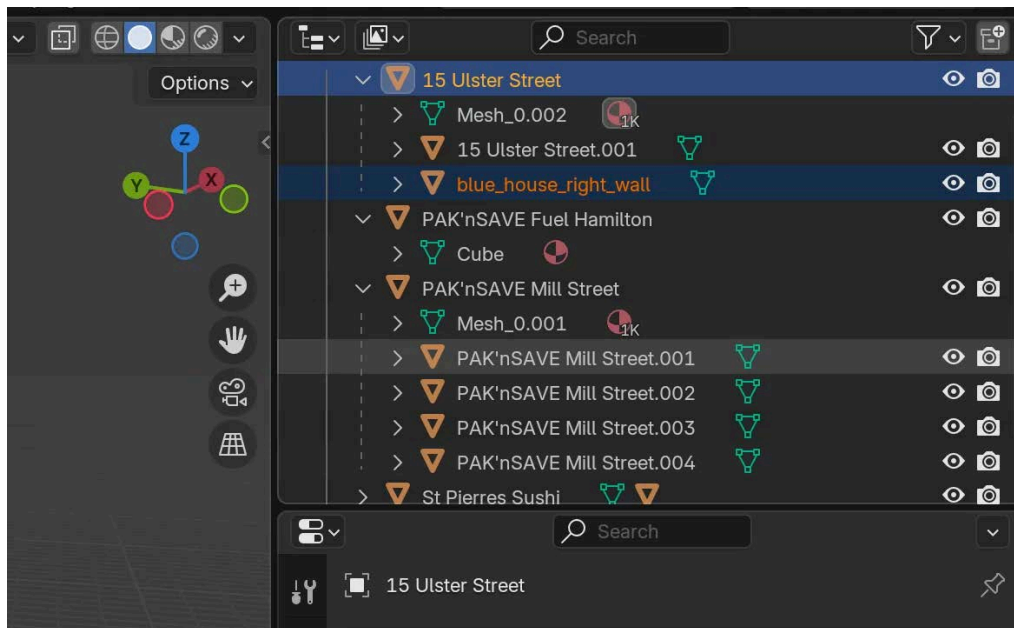 Search
Options
Z
Y
X
15 Ulster Street
Mesh_0.002 1K
15 Ulster Street.001
blue_house_right_wall
PAK'nSAVE Fuel Hamilton
Cube
PAK'nSAVE Mill Street
Mesh_0.001 1K
PAK'nSAVE Mill Street.001
PAK'nSAVE Mill Street.002
PAK'nSAVE Mill Street.003
PAK'nSAVE Mill Street.004
St Pierres Sushi
Search
15 Ulster Street